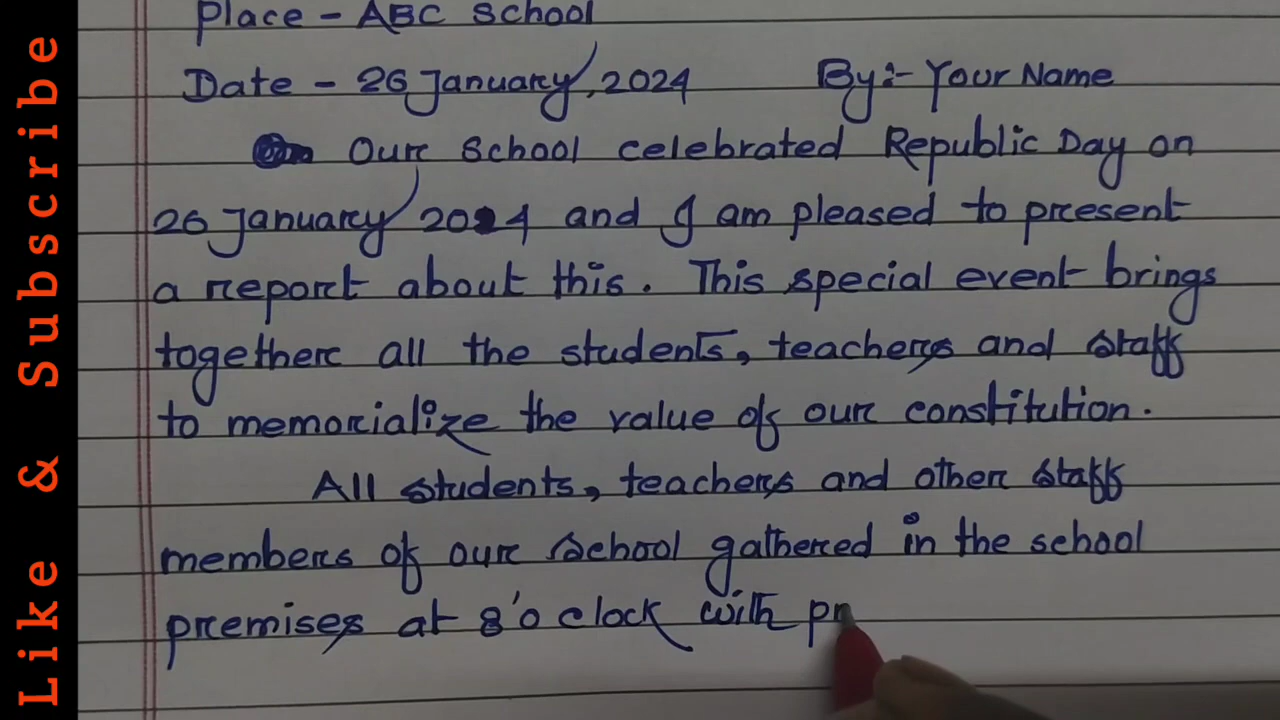 Like & Subscribe
Place - ABC School
Date - 26 January, 2024 By:- Your Name
Our School celebrated Republic Day on
26 January 2024 and I am pleased to present
a report about this. This special event brings
together all the students, teachers and staff
to memorialize the value of our constitution.
All students, teachers and other staff
members of our School gathered in the school
premises at 8'o clock with pr